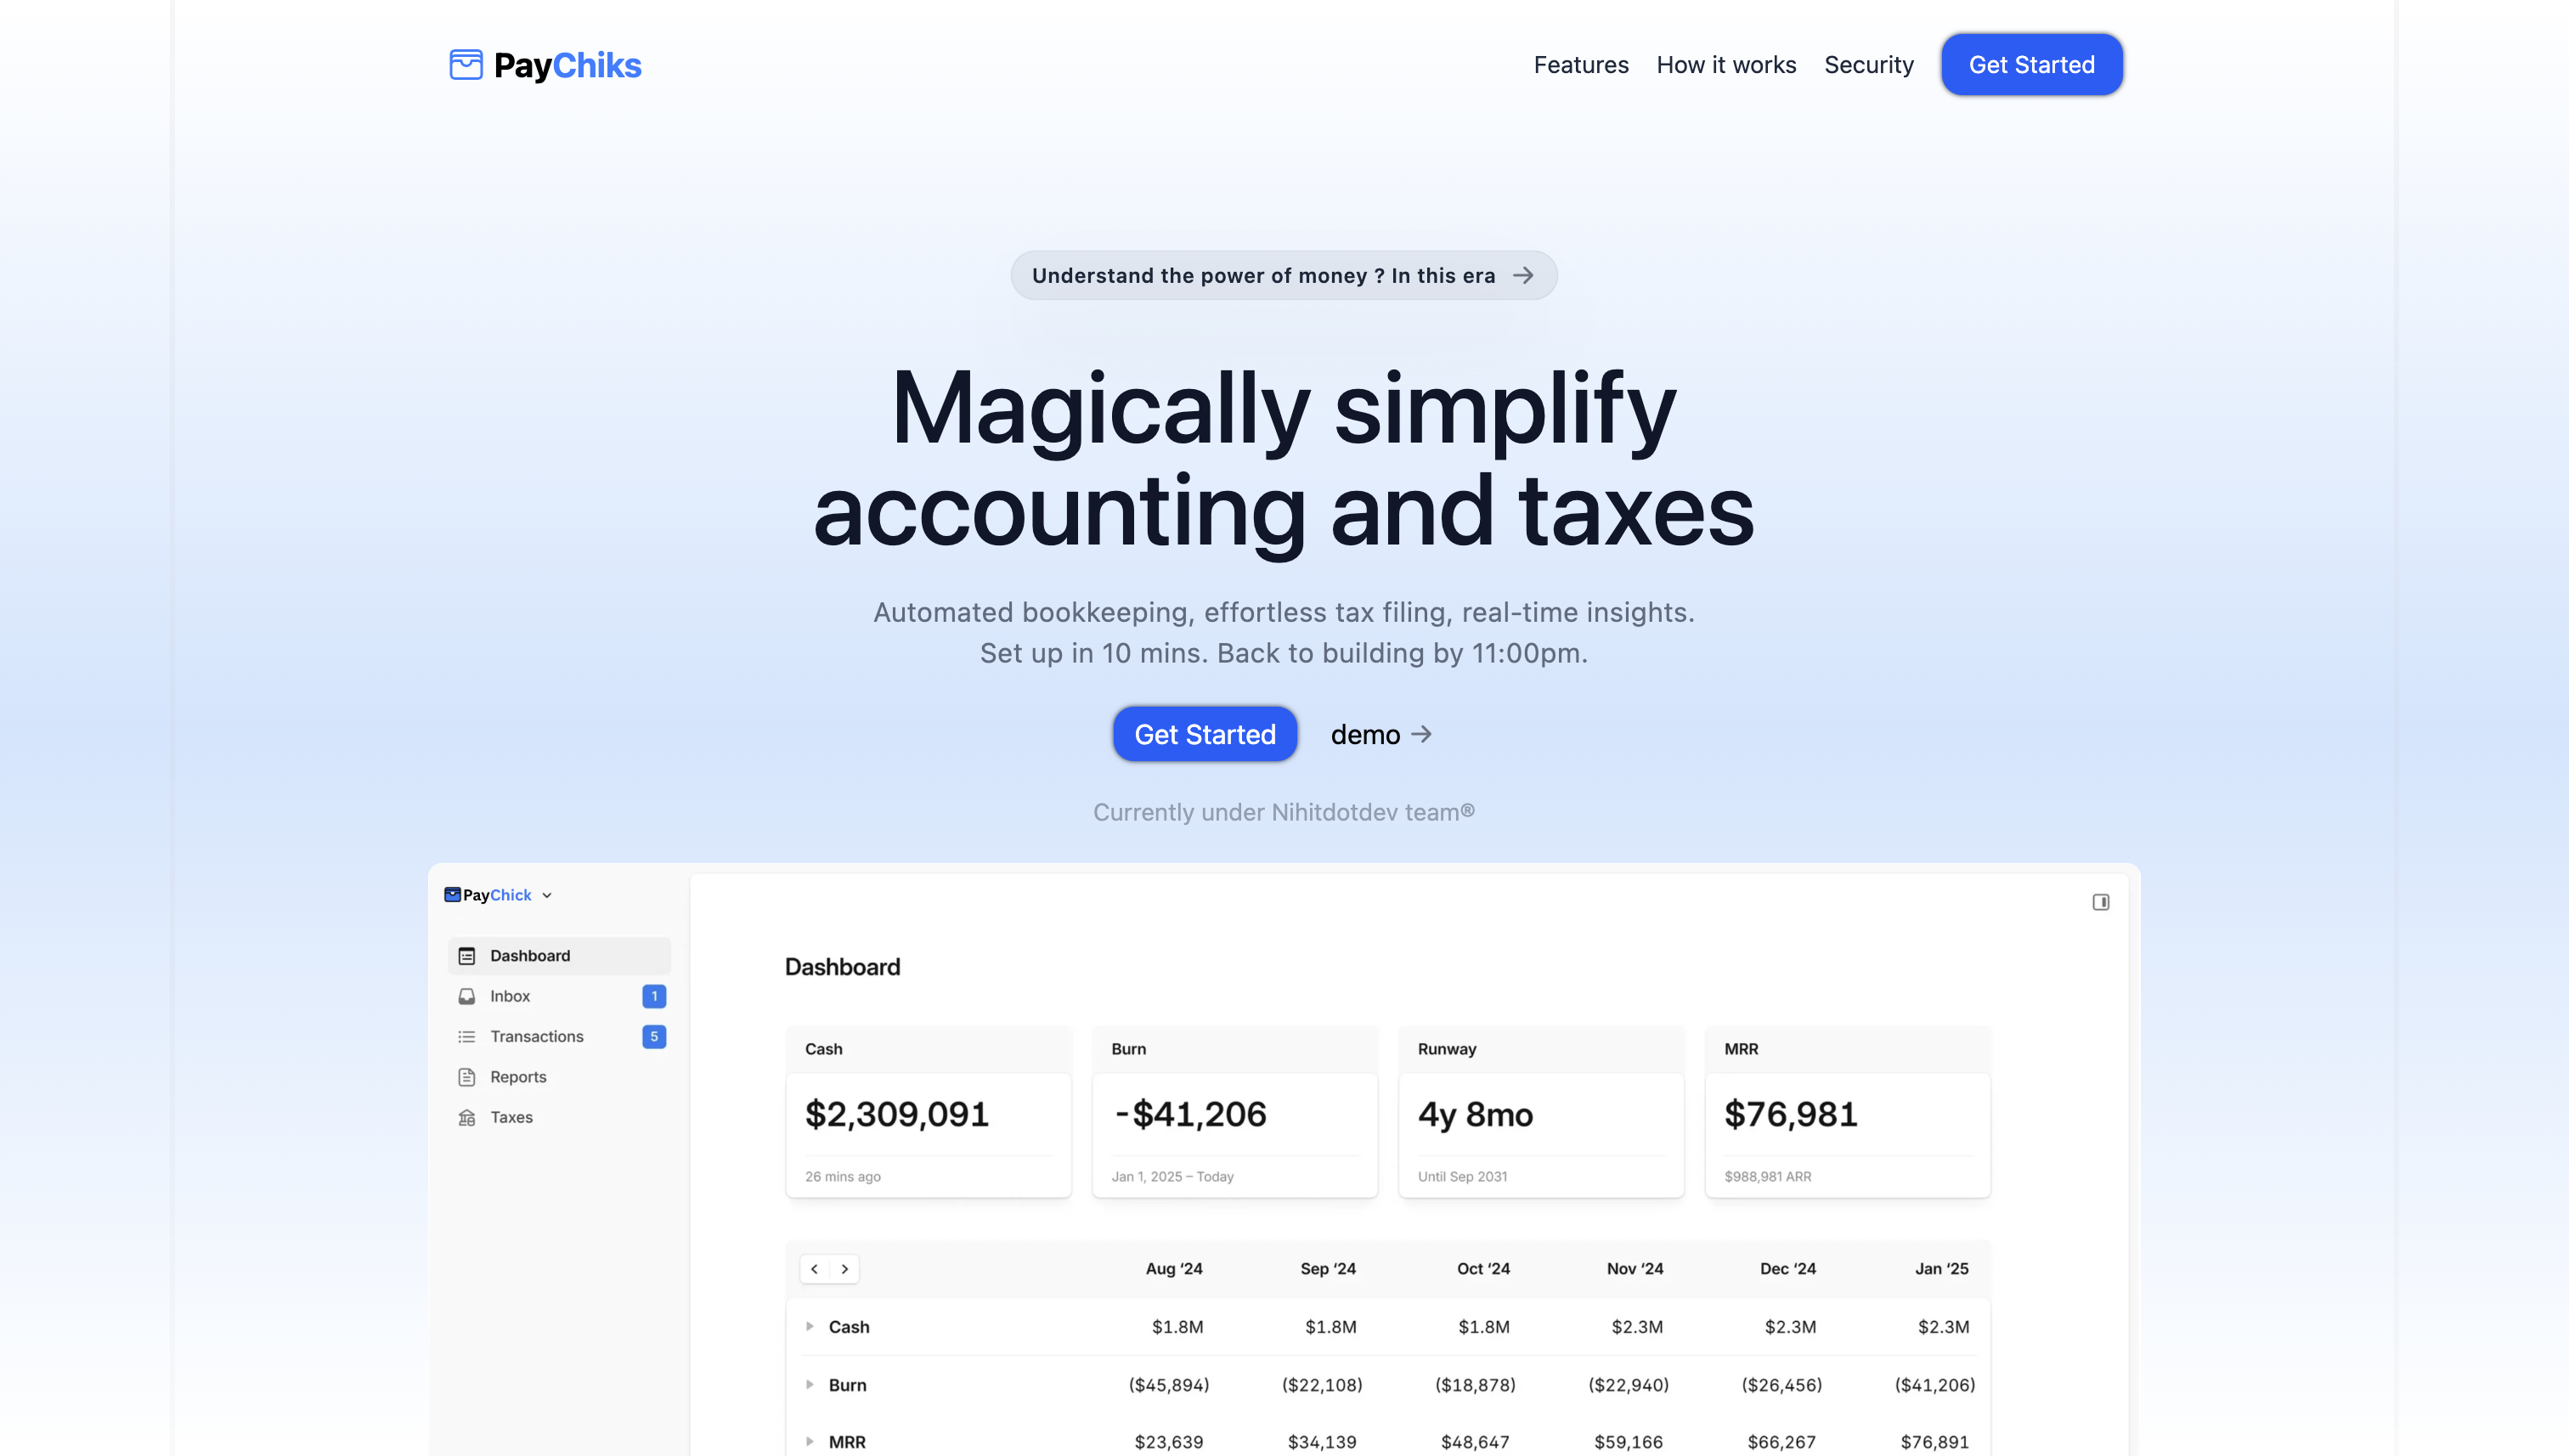 PayChiks
Features How it works Security Get Started
Understand the power of money ? In this era →
Magically simplify
accounting and taxes
Automated bookkeeping, effortless tax filing, real-time insights.
Set up in 10 mins. Back to building by 11:00pm.
Get Started demo →
Currently under Nihitdotdev team®
PayChick
Dashboard
Inbox 1
Transactions 5
Reports
Taxes
Dashboard
Cash Burn Runway MRR
$2,309,091 -$41,206 4y 8mo $76,981
26 mins ago Jan 1, 2025 – Today Until Sep 2031 $988,981 ARR
Aug ‘24 Sep ‘24 Oct ‘24 Nov ‘24 Dec ‘24 Jan ‘25
Cash $1.8M $1.8M $1.8M $2.3M $2.3M $2.3M
Burn ($45,894) ($22,108) ($18,878) ($22,940) ($26,456) ($41,206)
MRR $23,639 $34,139 $48,647 $59,166 $66,267 $76,891